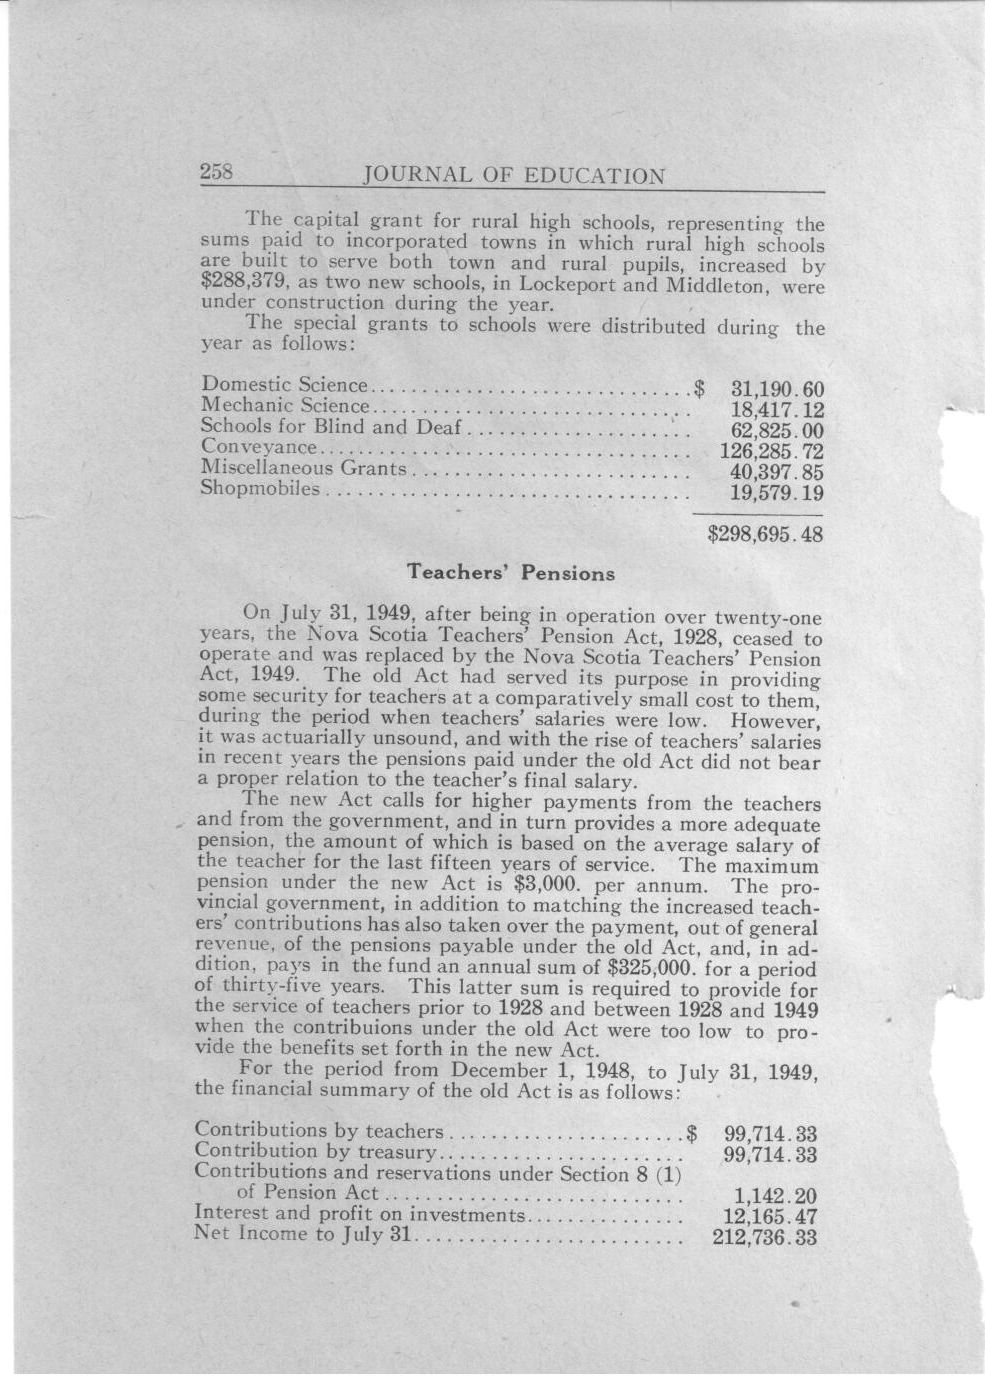 258 JOURNAL OF EDUCATION
The capital grant for rural high schools, representing the
sums paid to incorporated towns in which rural high schools
are built to serve both town and rural pupils, increased by
$288,379, as two new schools, in Lockeport and Middleton, were
under construction during the year.
The special grants to schools were distributed during the
year as follows:
Domestic Science................................$ 31,190.60
Mechanic Science................................ 18,417.12
Schools for Blind and Deaf....................... 62,825.00
Conveyance..................................... 126,285.72
Miscellaneous Grants............................ 40,397.85
Shopmobiles.................................... 19,579.19
$298,695.48
Teachers' Pensions
On July 31, 1949, after being in operation over twenty-one
years, the Nova Scotia Teachers' Pension Act, 1928, ceased to
operate and was replaced by the Nova Scotia Teachers' Pension
Act, 1949. The old Act had served its purpose in providing
some security for teachers at a comparatively small cost to them,
during the period when teachers' salaries were low. However,
it was actuarially unsound, and with the rise of teachers' salaries
in recent years the pensions paid under the old Act did not bear
a proper relation to the teacher's final salary.
The new Act calls for higher payments from the teachers
and from the government, and in turn provides a more adequate
pension, the amount of which is based on the average salary of
the teacher for the last fifteen years of service. The maximum
pension under the new Act is $3,000. per annum. The pro-
vincial government, in addition to matching the increased teach-
ers' contributions has also taken over the payment, out of general
revenue, of the pensions payable under the old Act, and, in ad-
dition, pays in the fund an annual sum of $325,000. for a period
of thirty-five years. This latter sum is required to provide for
the service of teachers prior to 1928 and between 1928 and 1949
when the contribuions under the old Act were too low to pro-
vide the benefits set forth in the new Act.
For the period from December 1, 1948, to July 31, 1949,
the financial summary of the old Act is as follows:
Contributions by teachers.......................$ 99,714.33
Contribution by treasury........................ 99,714.33
Contributions and reservations under Section 8 (1)
of Pension Act.............................. 1,142.20
Interest and profit on investments............... 12,165.47
Net Income to July 31........................... 212,736.33